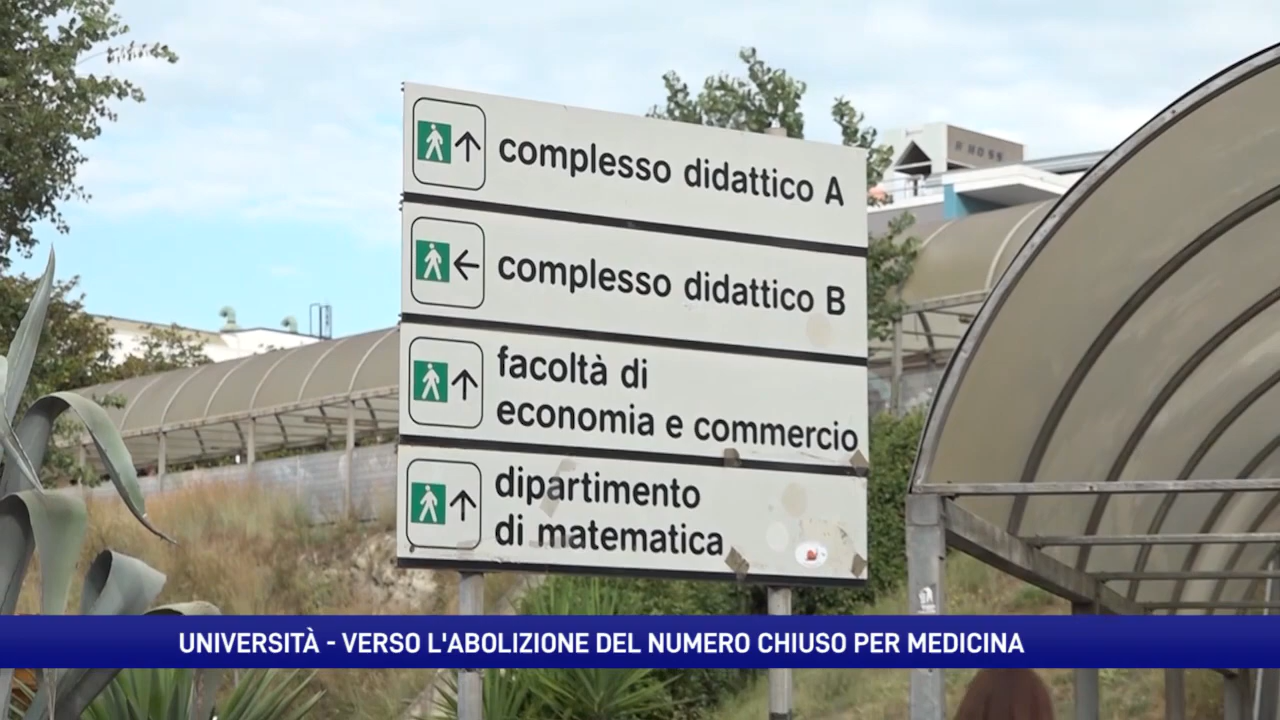 complesso didattico A
complesso didattico B
facoltà di
economia e commercio
dipartimento
di matematica
UNIVERSITÀ - VERSO L'ABOLIZIONE DEL NUMERO CHIUSO PER MEDICINA